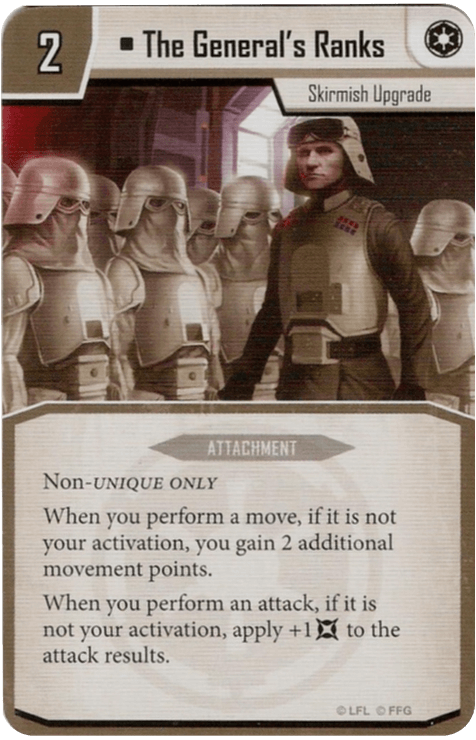 2
▪ The General's Ranks
Skirmish Upgrade
ATTACHMENT
Non-UNIQUE ONLY
When you perform a move, if it is not
your activation, you gain 2 additional
movement points.
When you perform an attack, if it is
not your activation, apply +1 to the
attack results.
© LFL © FFG